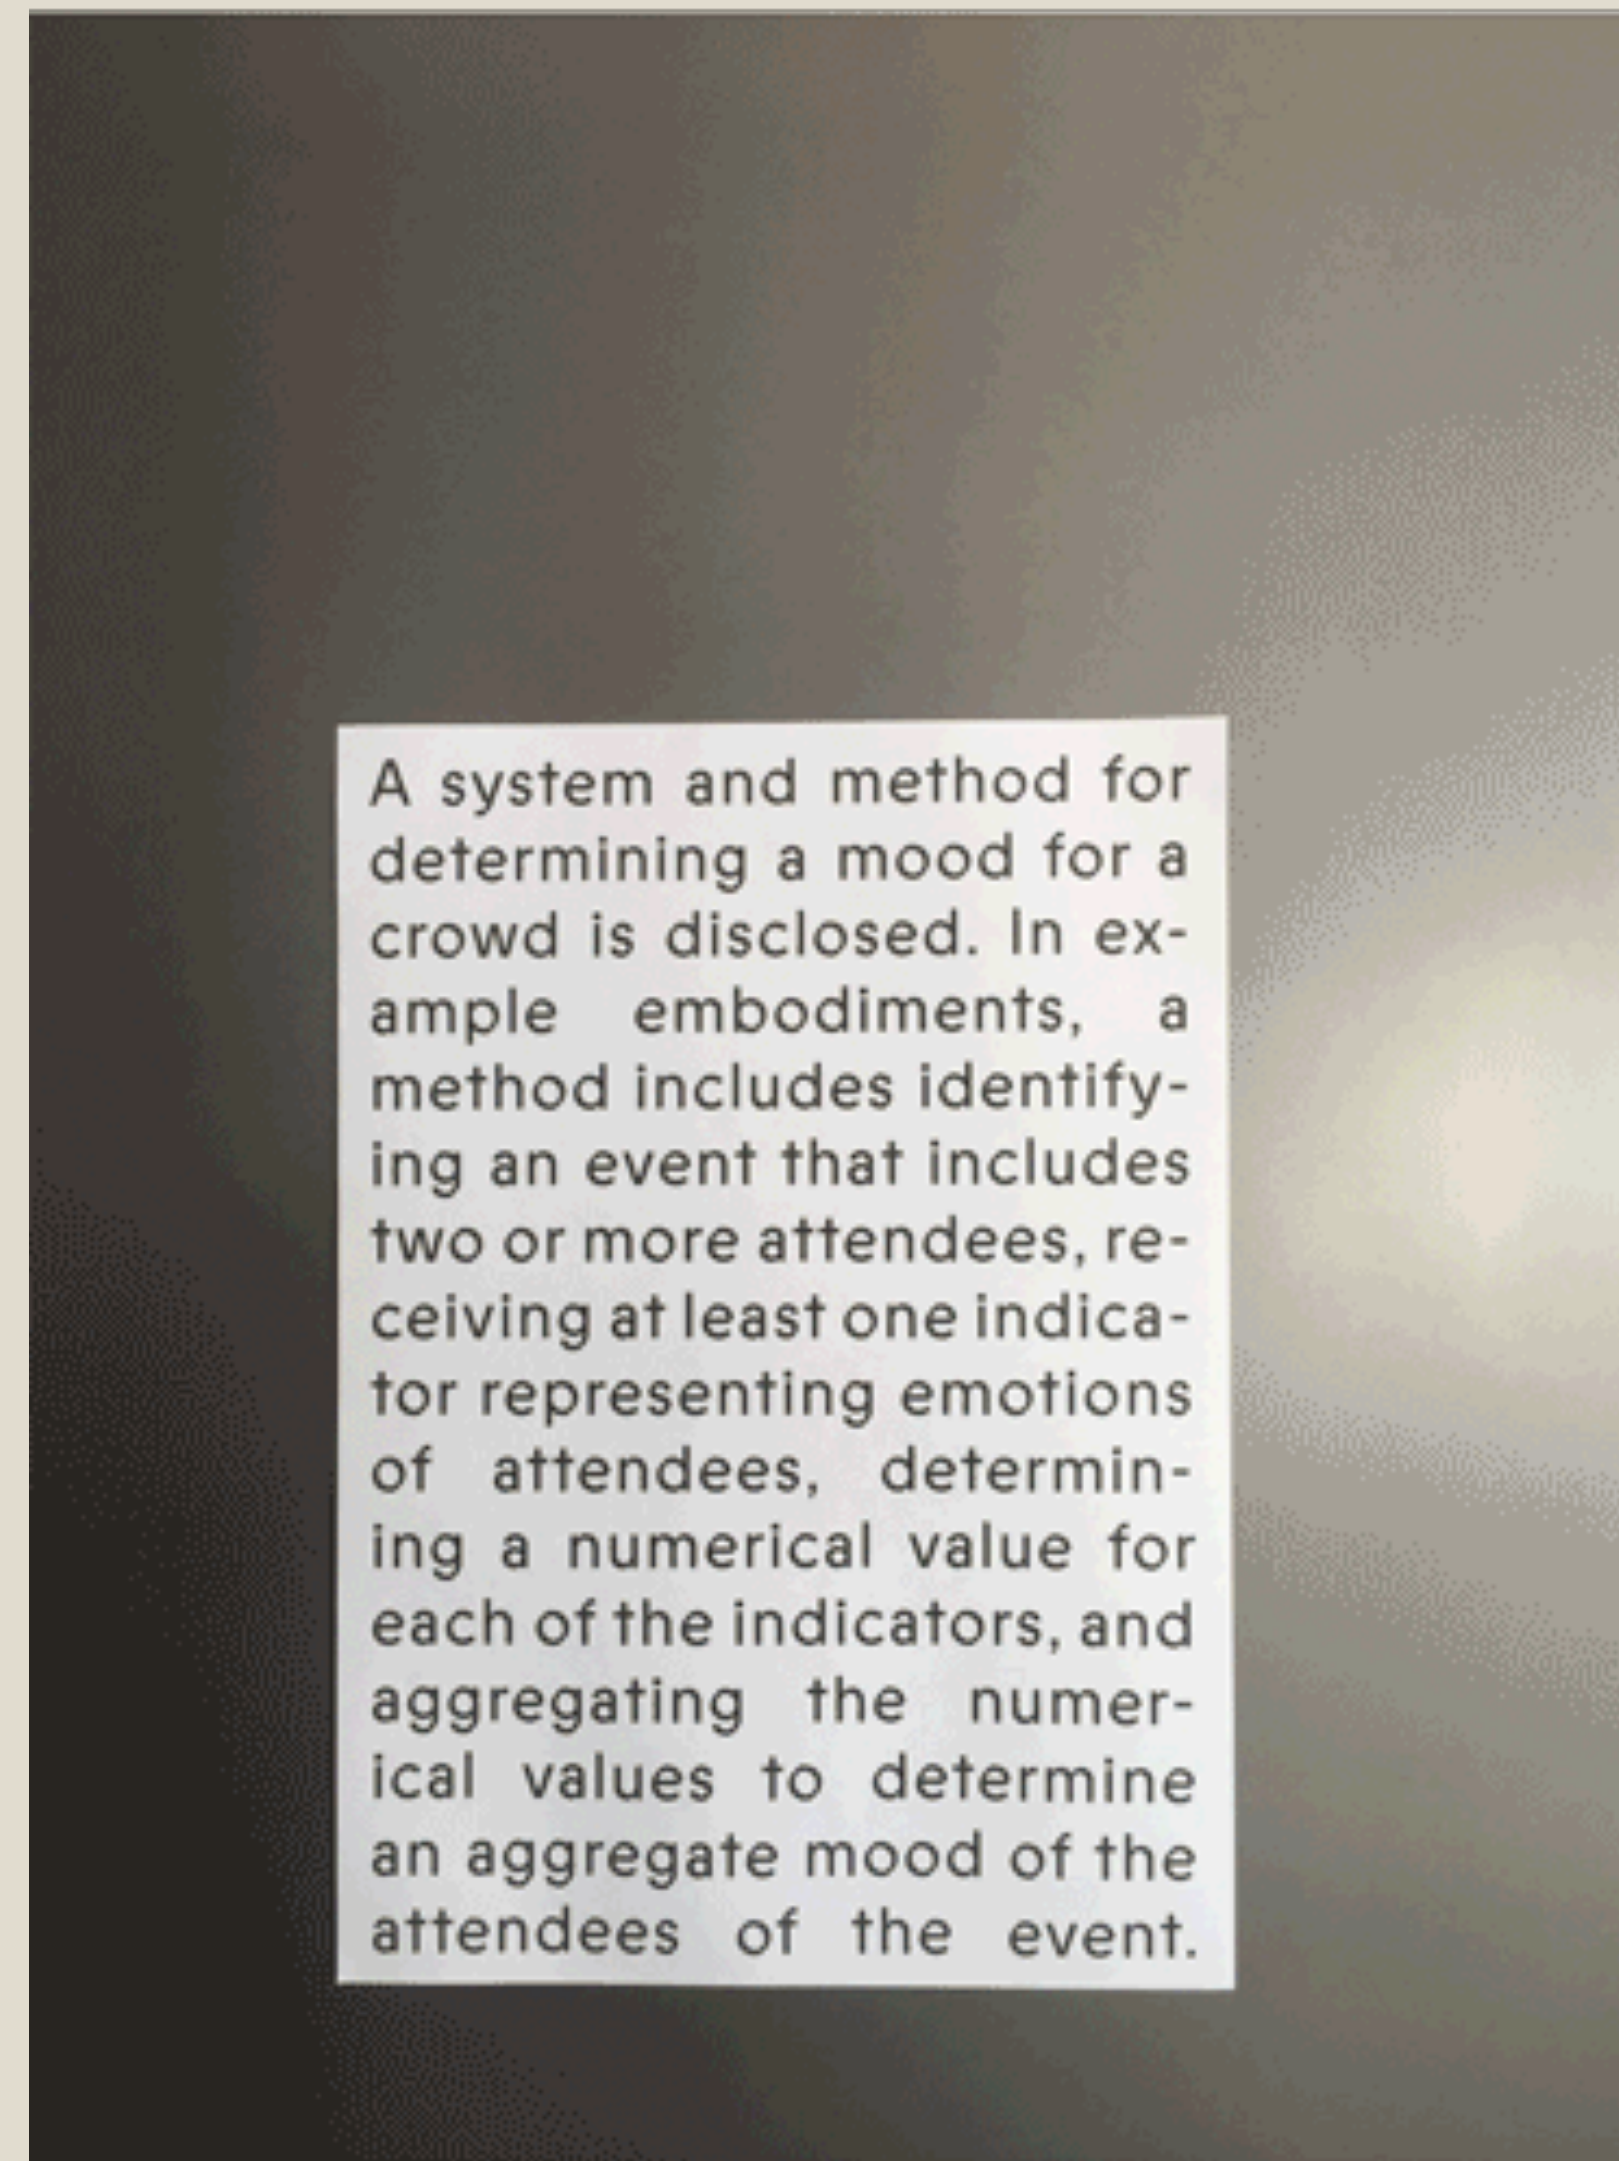 A system and method for
determining a mood for a
crowd is disclosed. In ex-
ample embodiments, a
method includes identify-
ing an event that includes
two or more attendees, re-
ceiving at least one indica-
tor representing emotions
of attendees, determin-
ing a numerical value for
each of the indicators, and
aggregating the numer-
ical values to determine
an aggregate mood of the
attendees of the event.